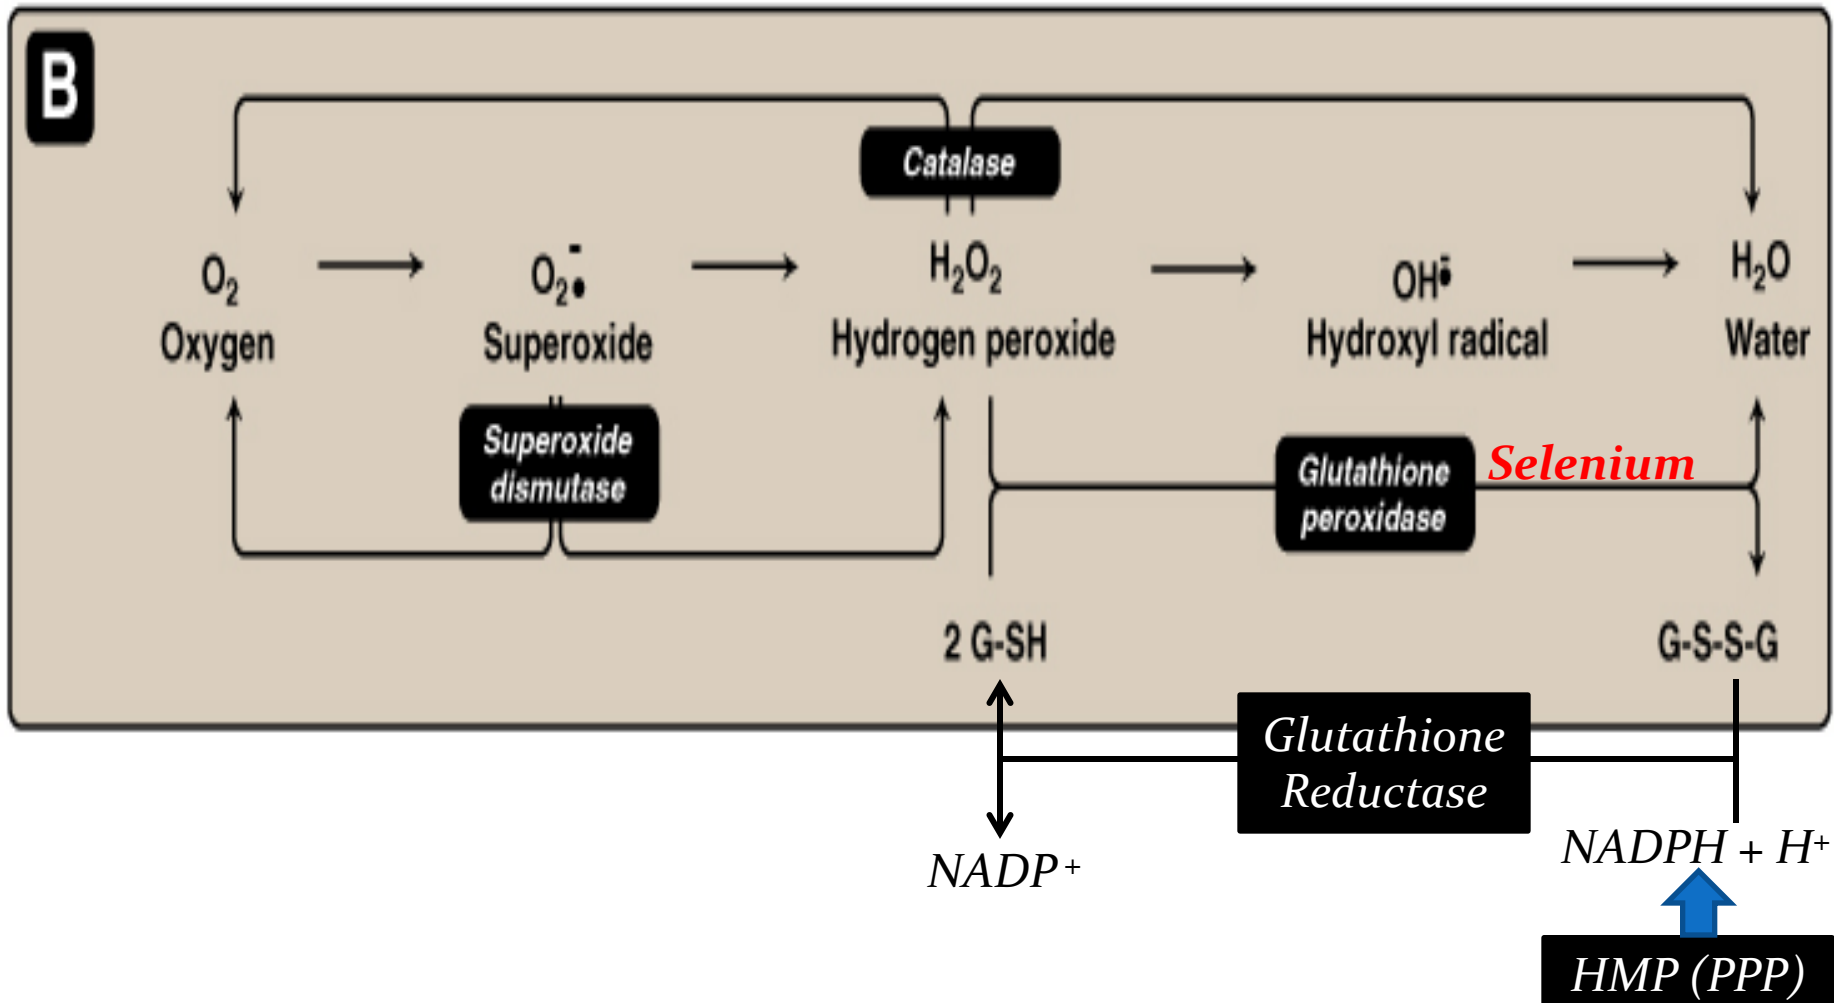 B
Catalase
O₂
O₂•⁻
H₂O₂
OH•⁻
H₂O
Oxygen
Superoxide
Hydrogen peroxide
Hydroxyl radical
Water
Superoxide
dismutase
Glutathione
peroxidase
Selenium
2 G-SH
G-S-S-G
Glutathione
Reductase
NADP⁺
NADPH + H⁺
HMP (PPP)